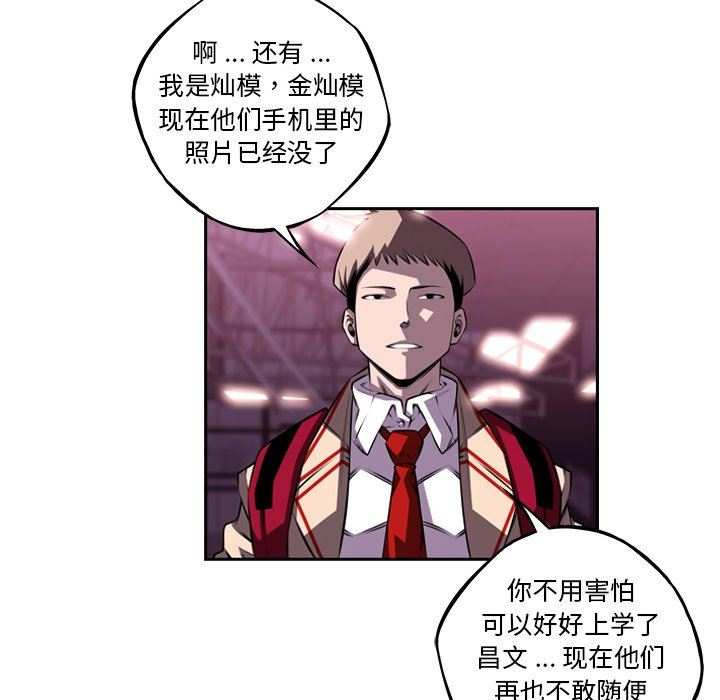 啊 ... 还有 ...
我是灿模，金灿模
现在他们手机里的
照片已经没了
你不用害怕
可以好好上学了
昌文 ... 现在他们
再也不敢随便